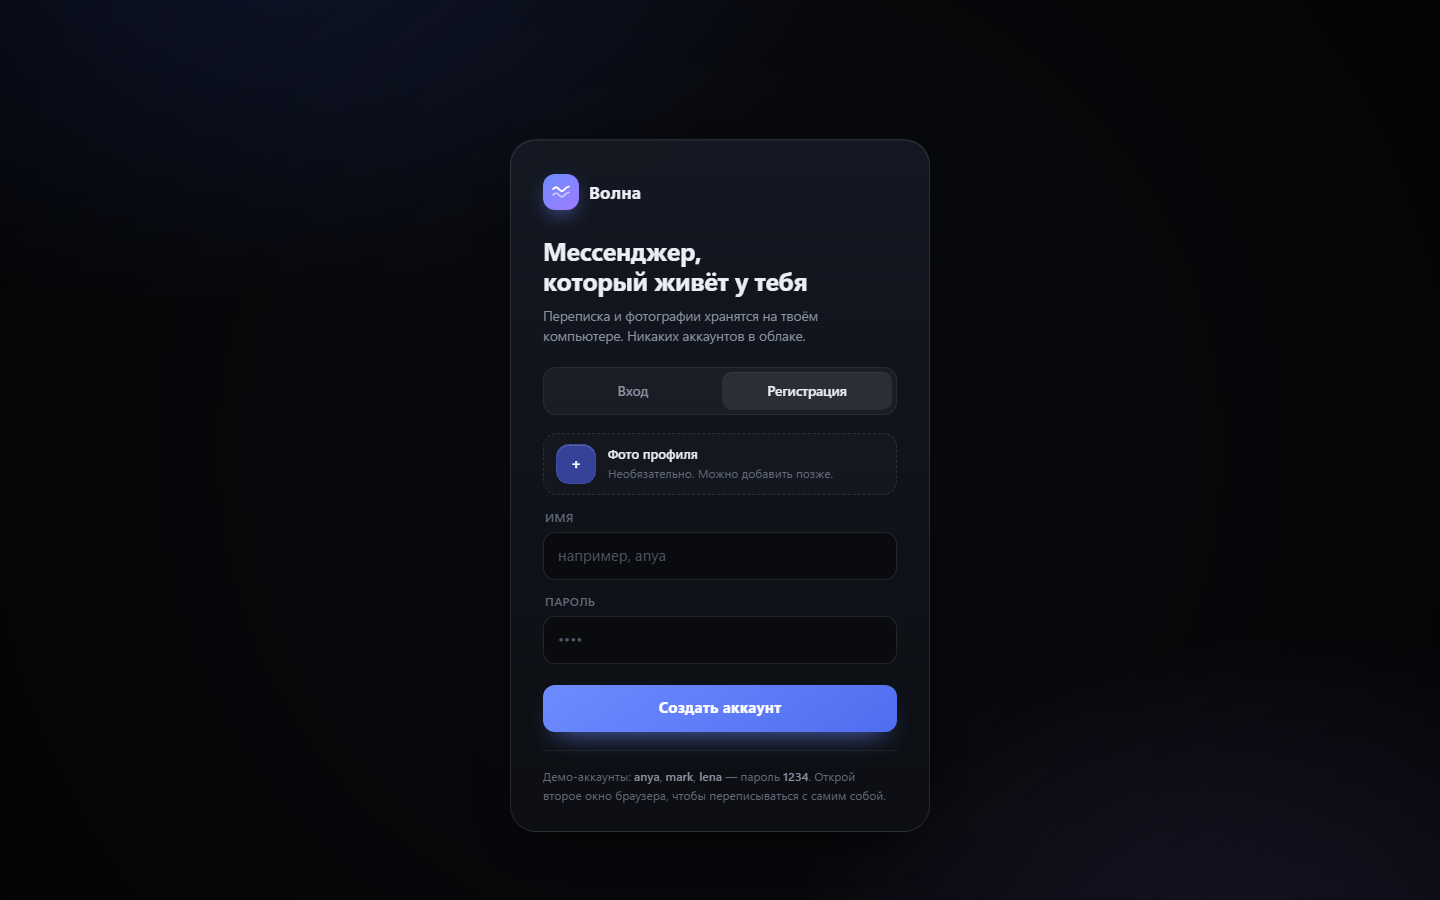 Волна
Мессенджер,
который живёт у тебя
Переписка и фотографии хранятся на твоём
компьютере. Никаких аккаунтов в облаке.
Вход
Регистрация
+
Фото профиля
Необязательно. Можно добавить позже.
ИМЯ
например, anya
ПАРОЛЬ
••••
Создать аккаунт
Демо-аккаунты: anya, mark, lena — пароль 1234. Открой
второе окно браузера, чтобы переписываться с самим собой.